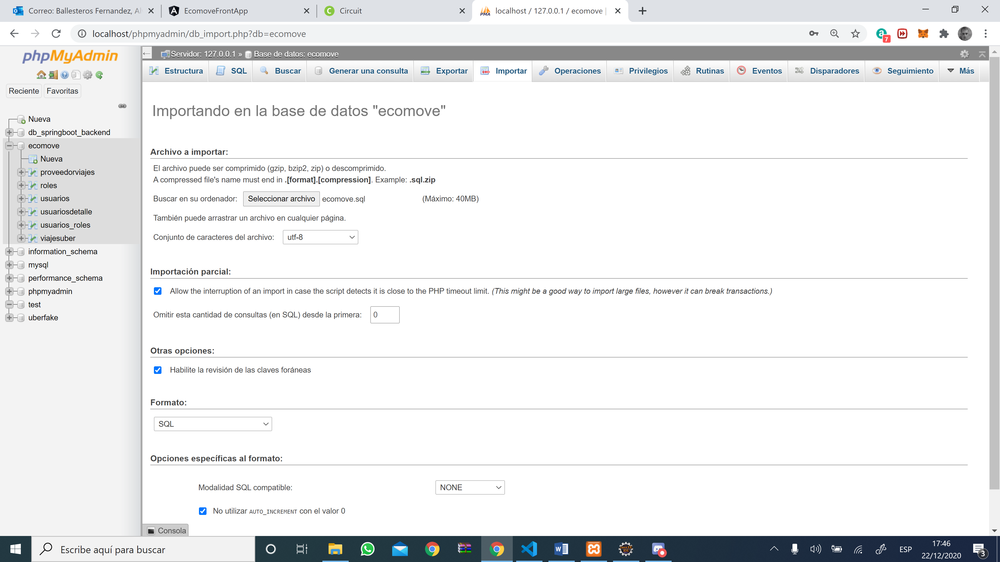 Correo: Ballesteros Fernandez, Al
EcomoveFrontApp
Circuit
localhost / 127.0.0.1 / ecomove |
localhost/phpmyadmin/db_import.php?db=ecomove
7
phpMyAdmin
Reciente
Favoritas
Nueva
db_springboot_backend
ecomove
Nueva
proveedorviajes
roles
usuarios
usuariosdetalle
usuarios_roles
viajesuber
information_schema
mysql
performance_schema
phpmyadmin
test
uberfake
Servidor: 127.0.0.1 » Base de datos: ecomove
Estructura
SQL
Buscar
Generar una consulta
Exportar
Importar
Operaciones
Privilegios
Rutinas
Eventos
Disparadores
Seguimiento
Más
Importando en la base de datos "ecomove"
Archivo a importar:
El archivo puede ser comprimido (gzip, bzip2, zip) o descomprimido.
A compressed file's name must end in .[format].[compression]. Example: .sql.zip
Buscar en su ordenador: Seleccionar archivo ecomove.sql (Máximo: 40MB)
También puede arrastrar un archivo en cualquier página.
Conjunto de caracteres del archivo: utf-8
Importación parcial:
Allow the interruption of an import in case the script detects it is close to the PHP timeout limit. (This might be a good way to import large files, however it can break transactions.)
Omitir esta cantidad de consultas (en SQL) desde la primera: 0
Otras opciones:
Habilite la revisión de las claves foráneas
Formato:
SQL
Opciones específicas al formato:
Modalidad SQL compatible: NONE
No utilizar AUTO_INCREMENT con el valor 0
Consola
Escribe aquí para buscar
ESP
17:46
22/12/2020
3